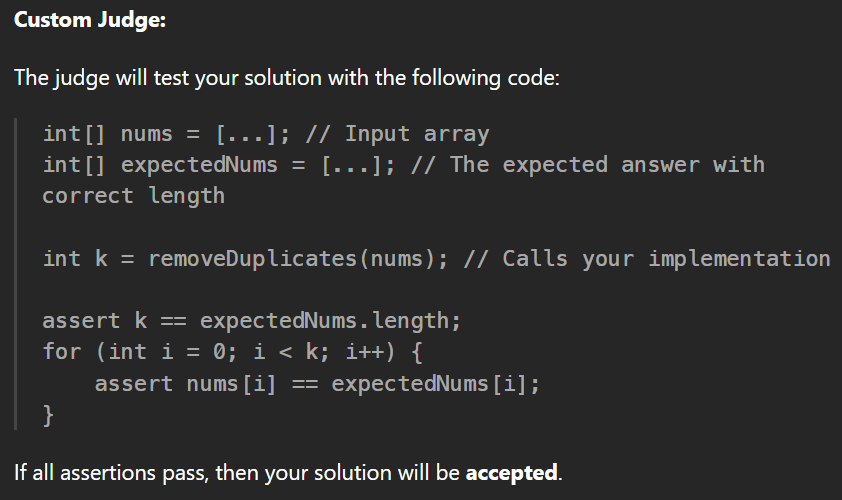 Custom Judge:
The judge will test your solution with the following code:
int[] nums = [...]; // Input array
int[] expectedNums = [...]; // The expected answer with
correct length
int k = removeDuplicates(nums); // Calls your implementation
assert k == expectedNums.length;
for (int i = 0; i < k; i++) {
    assert nums[i] == expectedNums[i];
}
If all assertions pass, then your solution will be accepted.